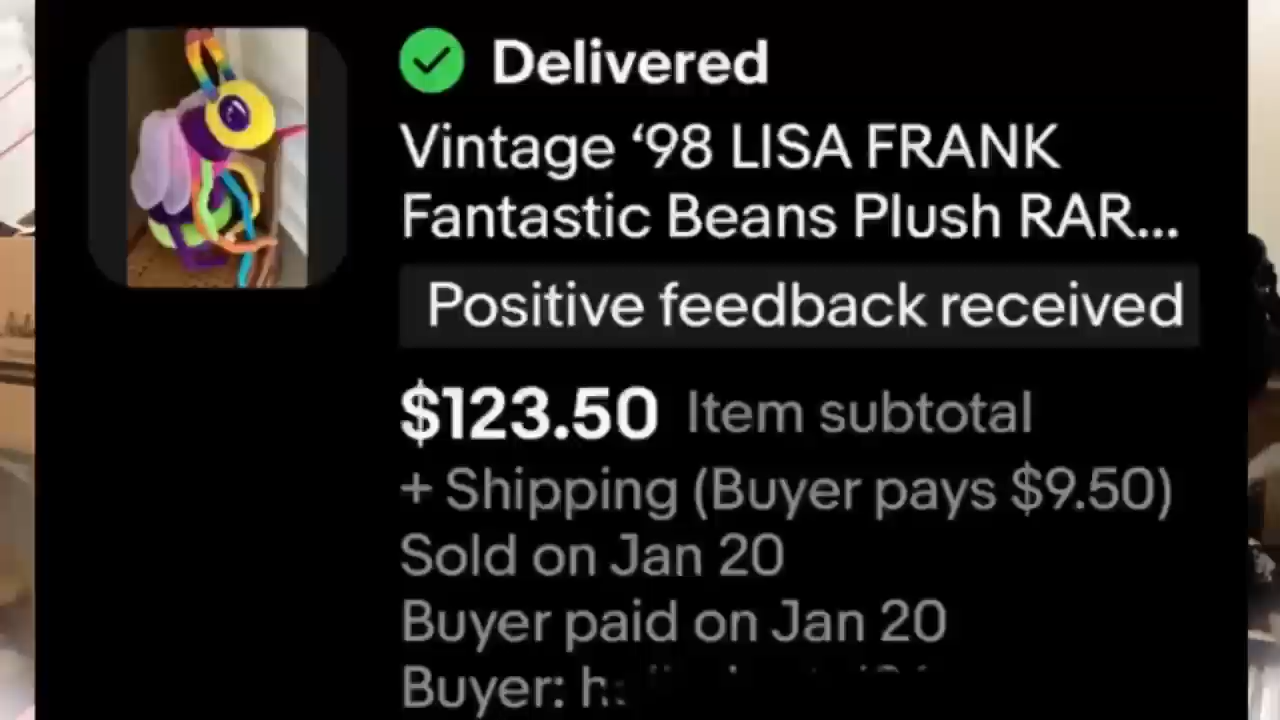 Delivered
Vintage ‘98 LISA FRANK
Fantastic Beans Plush RAR...
Positive feedback received
$123.50 Item subtotal
+ Shipping (Buyer pays $9.50)
Sold on Jan 20
Buyer paid on Jan 20
Buyer: